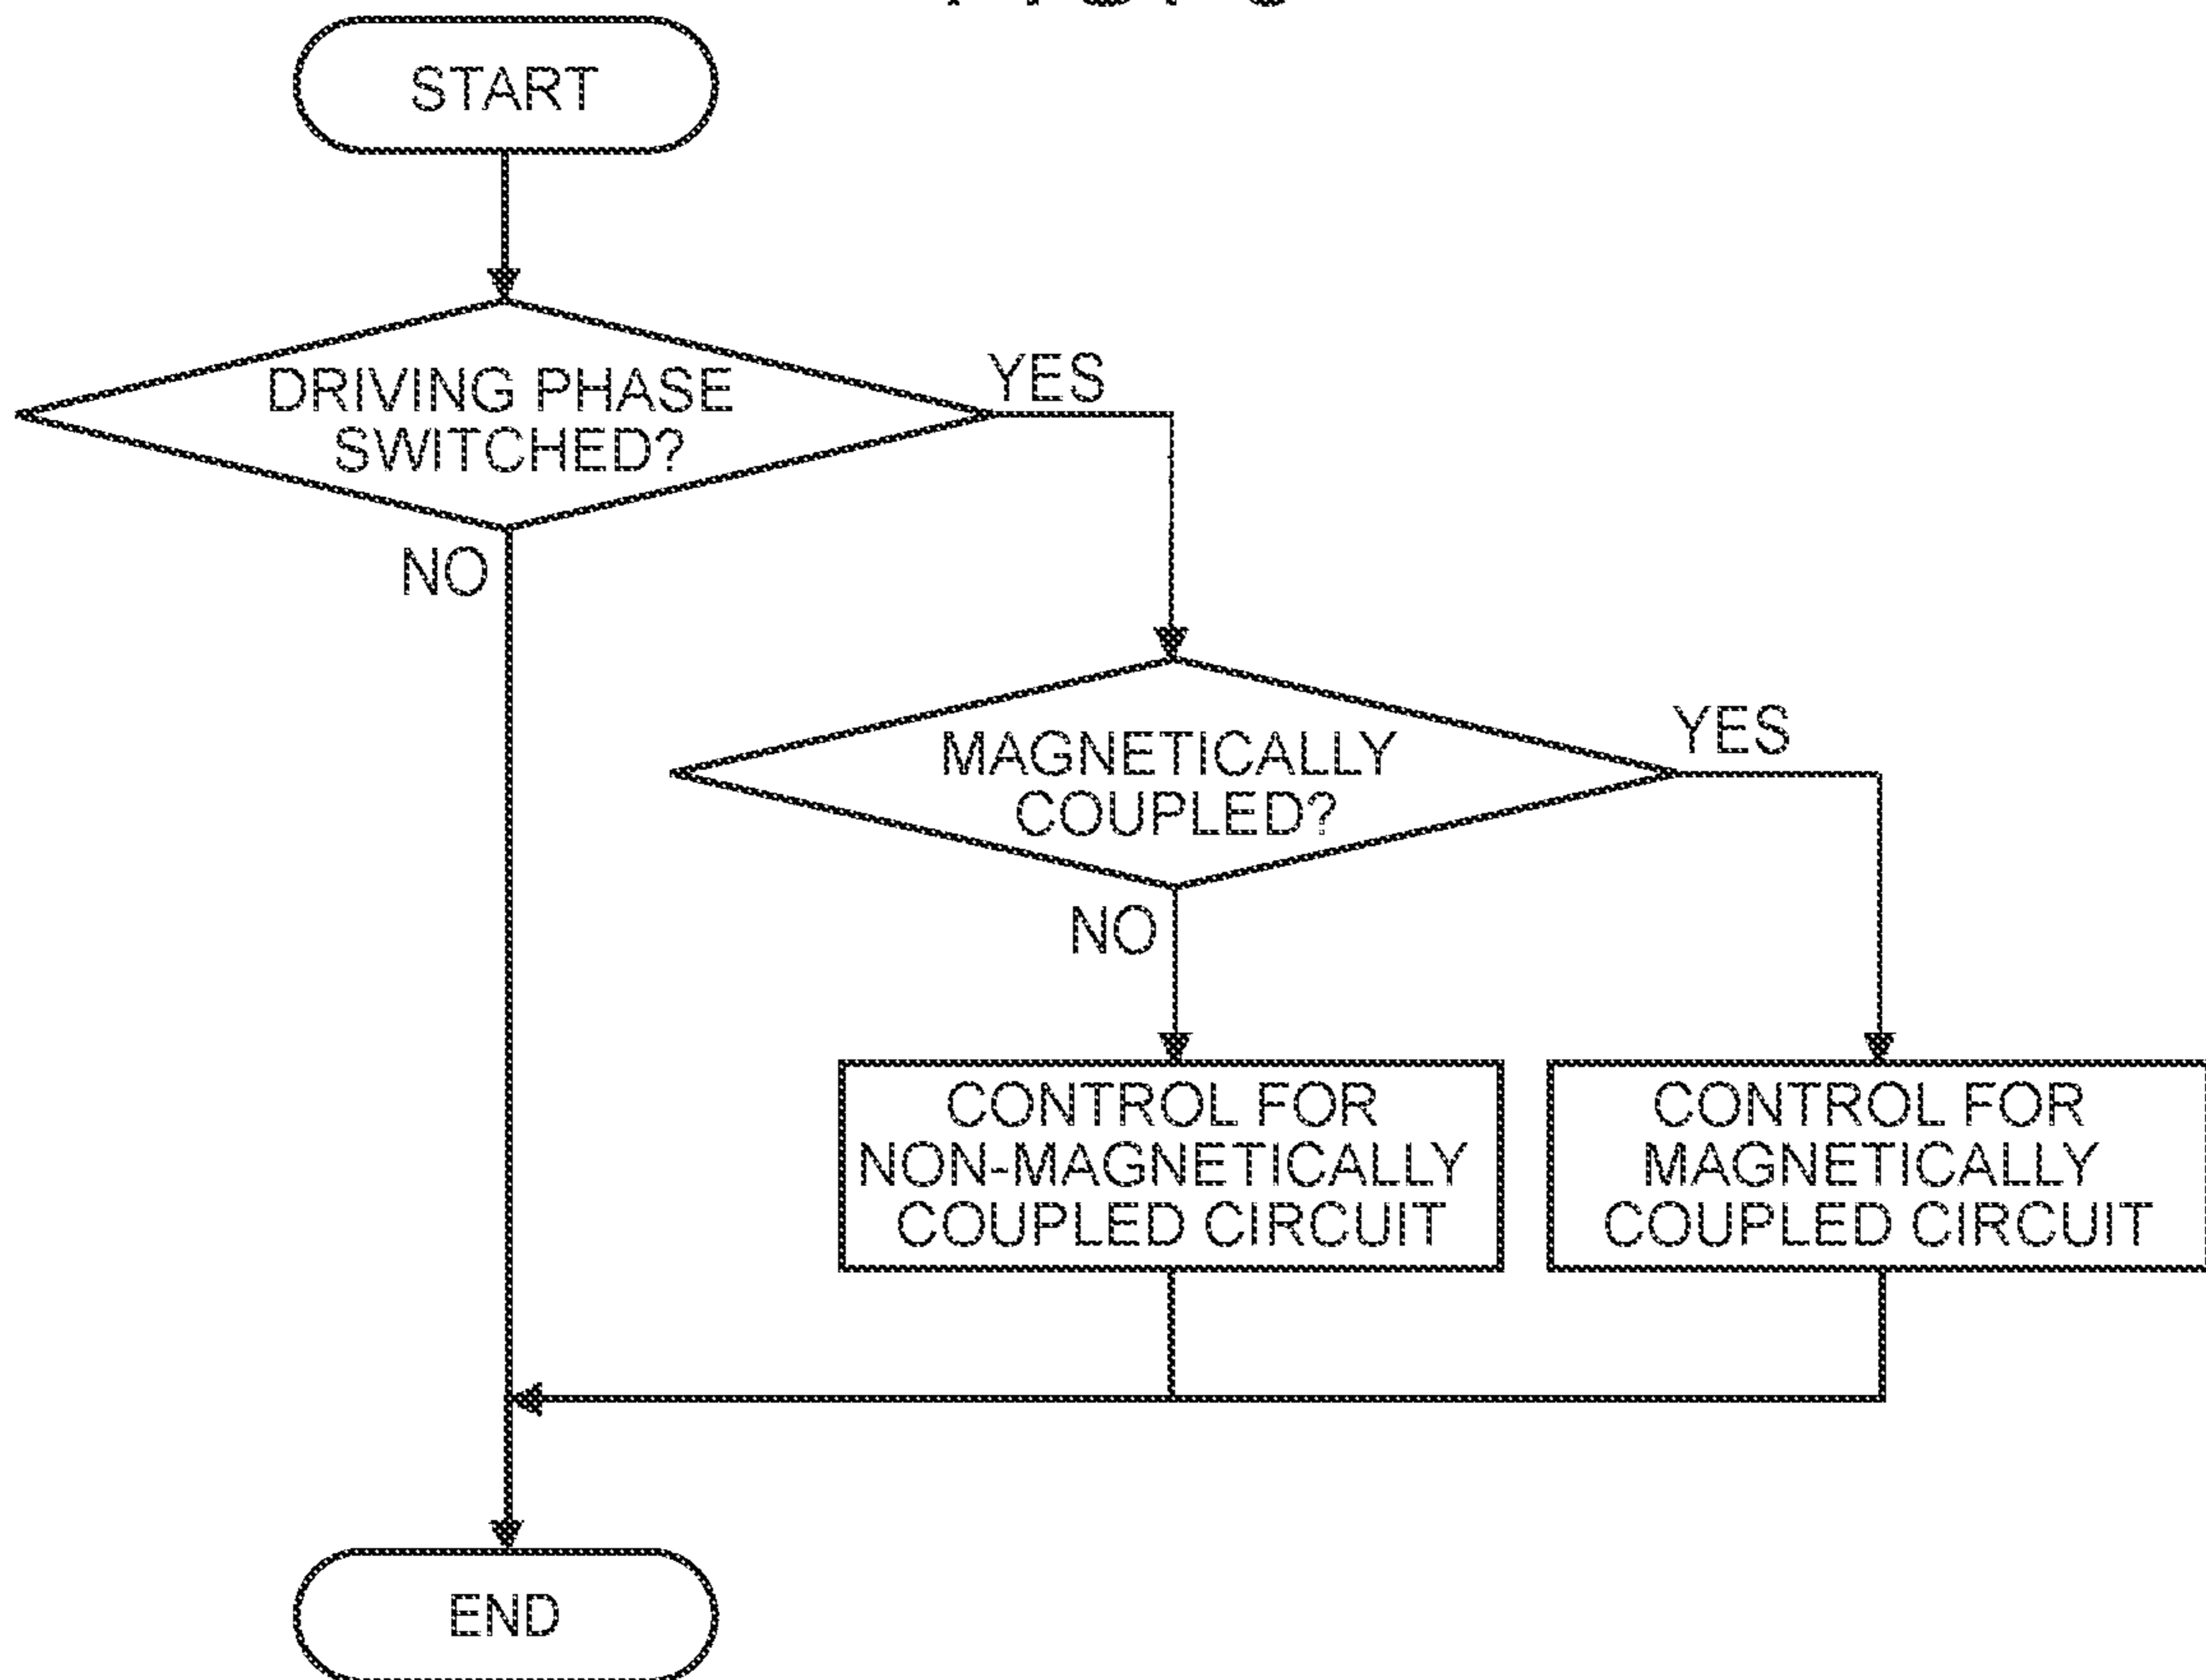 START
DRIVING PHASE
SWITCHED?
YES
NO
MAGNETICALLY
COUPLED?
YES
NO
CONTROL FOR
NON-MAGNETICALLY
COUPLED CIRCUIT
CONTROL FOR
MAGNETICALLY
COUPLED CIRCUIT
END